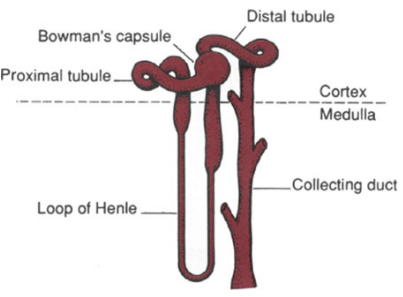 Distal tubule
Bowman's capsule
Proximal tubule
Cortex
Medulla
Collecting duct
Loop of Henle